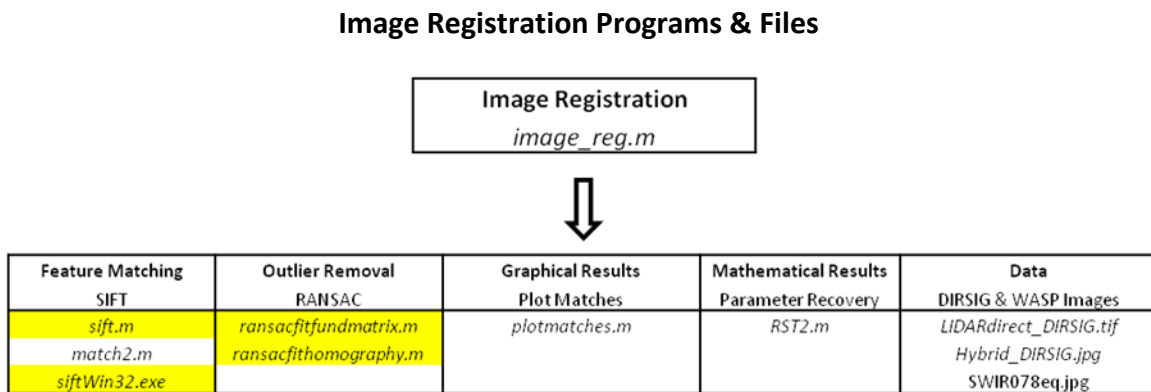 Image Registration Programs & Files
Image Registration
image_reg.m
Feature Matching Outlier Removal Graphical Results Mathematical Results Data
SIFT RANSAC Plot Matches Parameter Recovery DIRSIG & WASP Images
sift.m ransacfitfundmatrix.m plotmatches.m RST2.m LIDARdirect_DIRSIG.tif
match2.m ransacfithomography.m Hybrid_DIRSIG.jpg
siftWin32.exe SWIR078eq.jpg